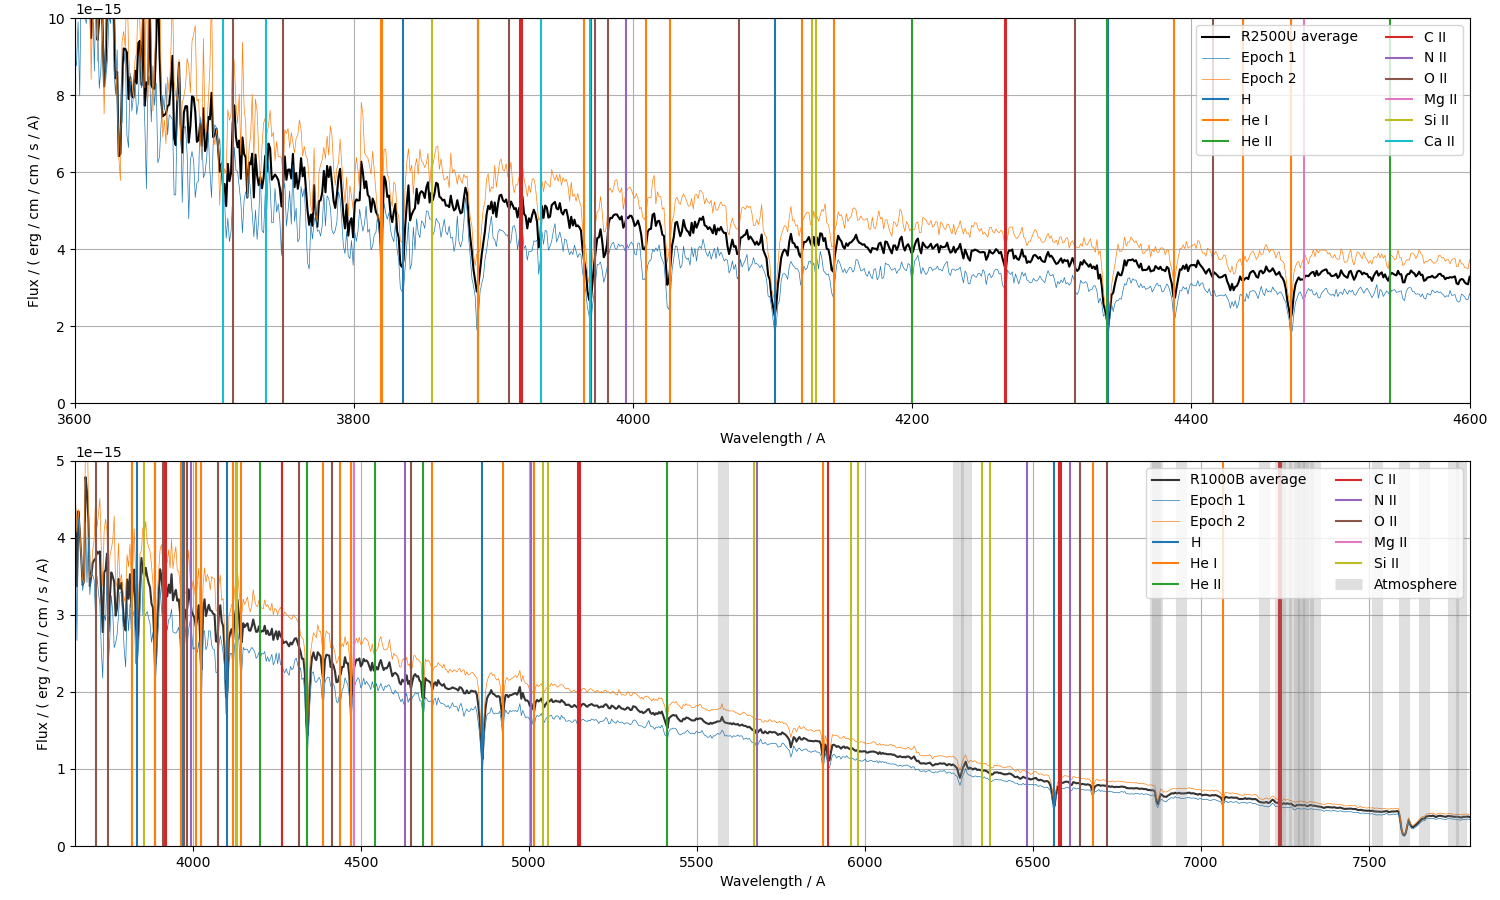 1e−15
10
8
6
4
2
0
Flux / ( erg / cm / cm / s / A)
R2500U average
Epoch 1
Epoch 2
H
He I
He II
C II
N II
O II
Mg II
Si II
Ca II
3600 3800 4000 4200 4400 4600
Wavelength / A
1e−15
5
4
3
2
1
0
Flux / ( erg / cm / cm / s / A)
R1000B average
Epoch 1
Epoch 2
H
He I
He II
C II
N II
O II
Mg II
Si II
Atmosphere
4000 4500 5000 5500 6000 6500 7000 7500
Wavelength / A